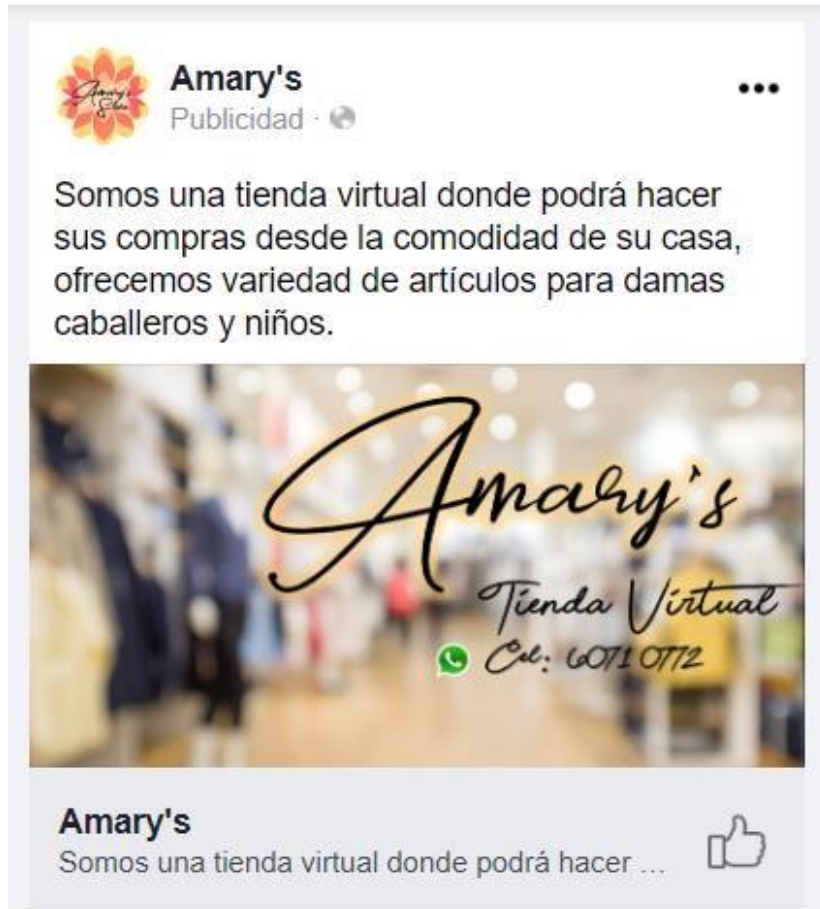 Amary's
Publicidad ·
Somos una tienda virtual donde podrá hacer
sus compras desde la comodidad de su casa,
ofrecemos variedad de artículos para damas
caballeros y niños.
Amary's
Tienda Virtual
Cel: 6071 0772
Amary's
Somos una tienda virtual donde podrá hacer ...